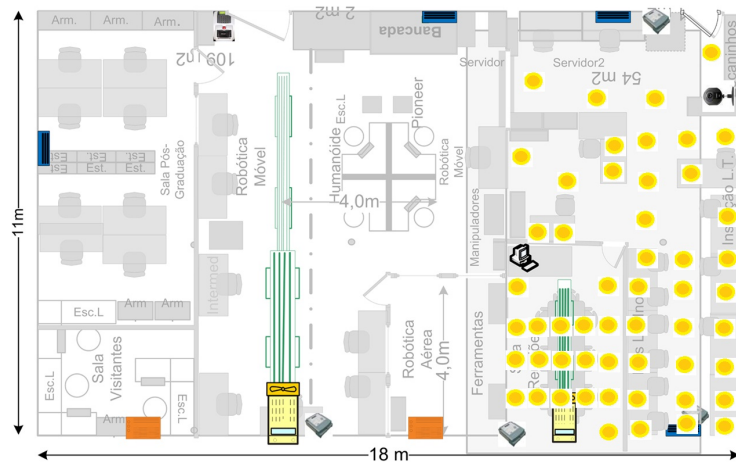 Arm.
Arm.
Arm.
109 m2
2 m2
Bancada
Servidor
Servidor2
54 m2
Est.
Est.
Est.
Est.
Est.
Est.
Sala Pós-
Graduação
Robótica
Móvel
Humanóide
Esc.L
Pioneer
Robótica
Móvel
4,0m
Manipuladores
Inspeção L.T.
11m
Intermed
Esc.L
Arm
Arm
Sala
Visitantes
Esc.L
Esc.L
Arm
Robótica
Aérea
4,0m
Ferramentas
18 m